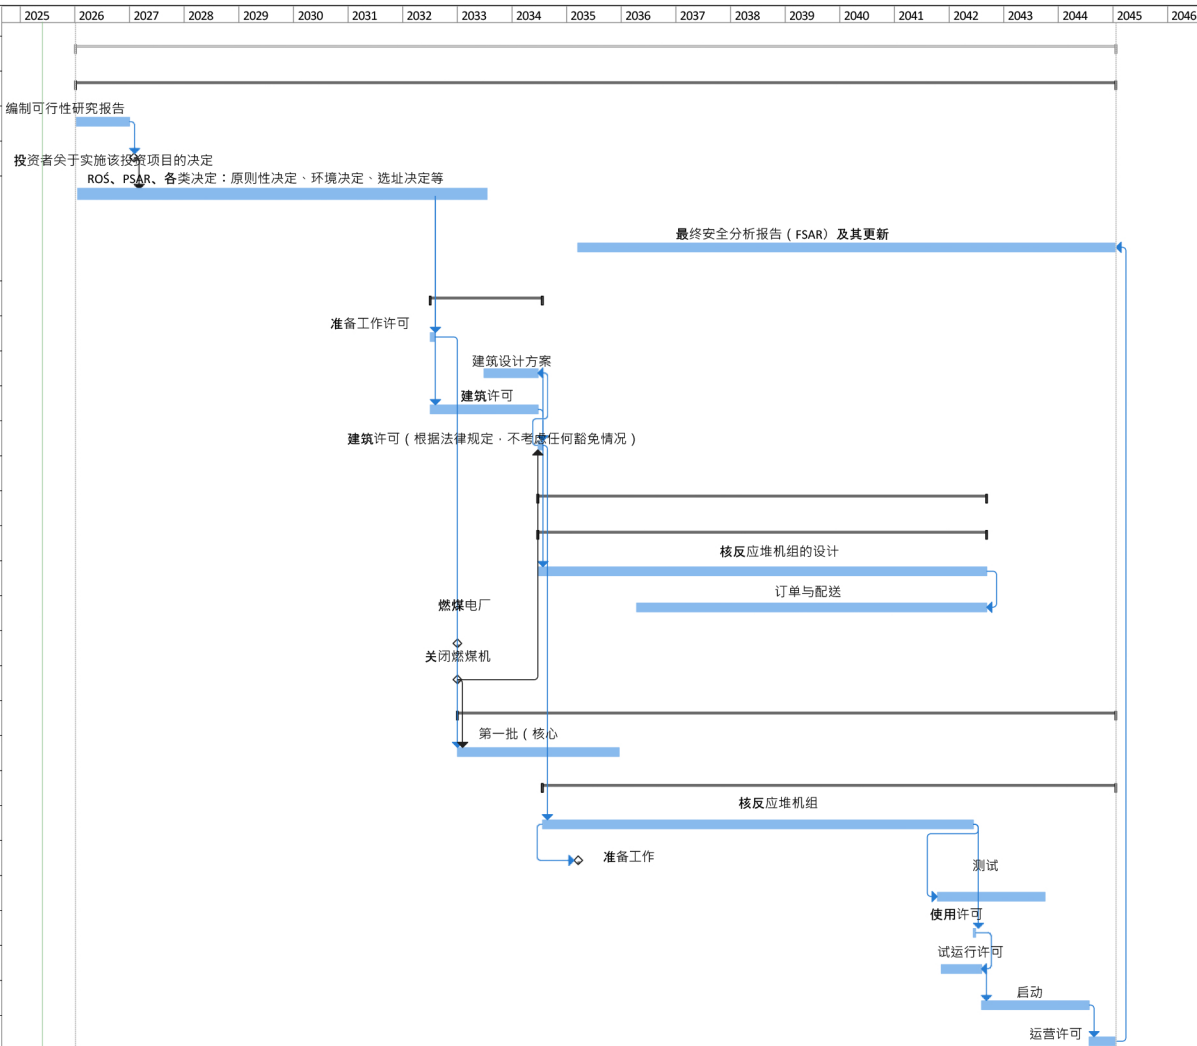 2025 2026 2027 2028 2029 2030 2031 2032 2033 2034 2035 2036 2037 2038 2039 2040 2041 2042 2043 2044 2045 2046
编制可行性研究报告
投资者关于实施该投资项目的决定
ROŚ、PSAR、各类决定：原则性决定、环境决定、选址决定等
最终安全分析报告（FSAR）及其更新
准备工作许可
建筑设计方案
建筑许可
建筑许可（根据法律规定，不考虑任何豁免情况）
核反应堆机组的设计
订单与配送
燃煤电厂
关闭燃煤机
第一批（核心
核反应堆机组
准备工作
测试
使用许可
试运行许可
启动
运营许可